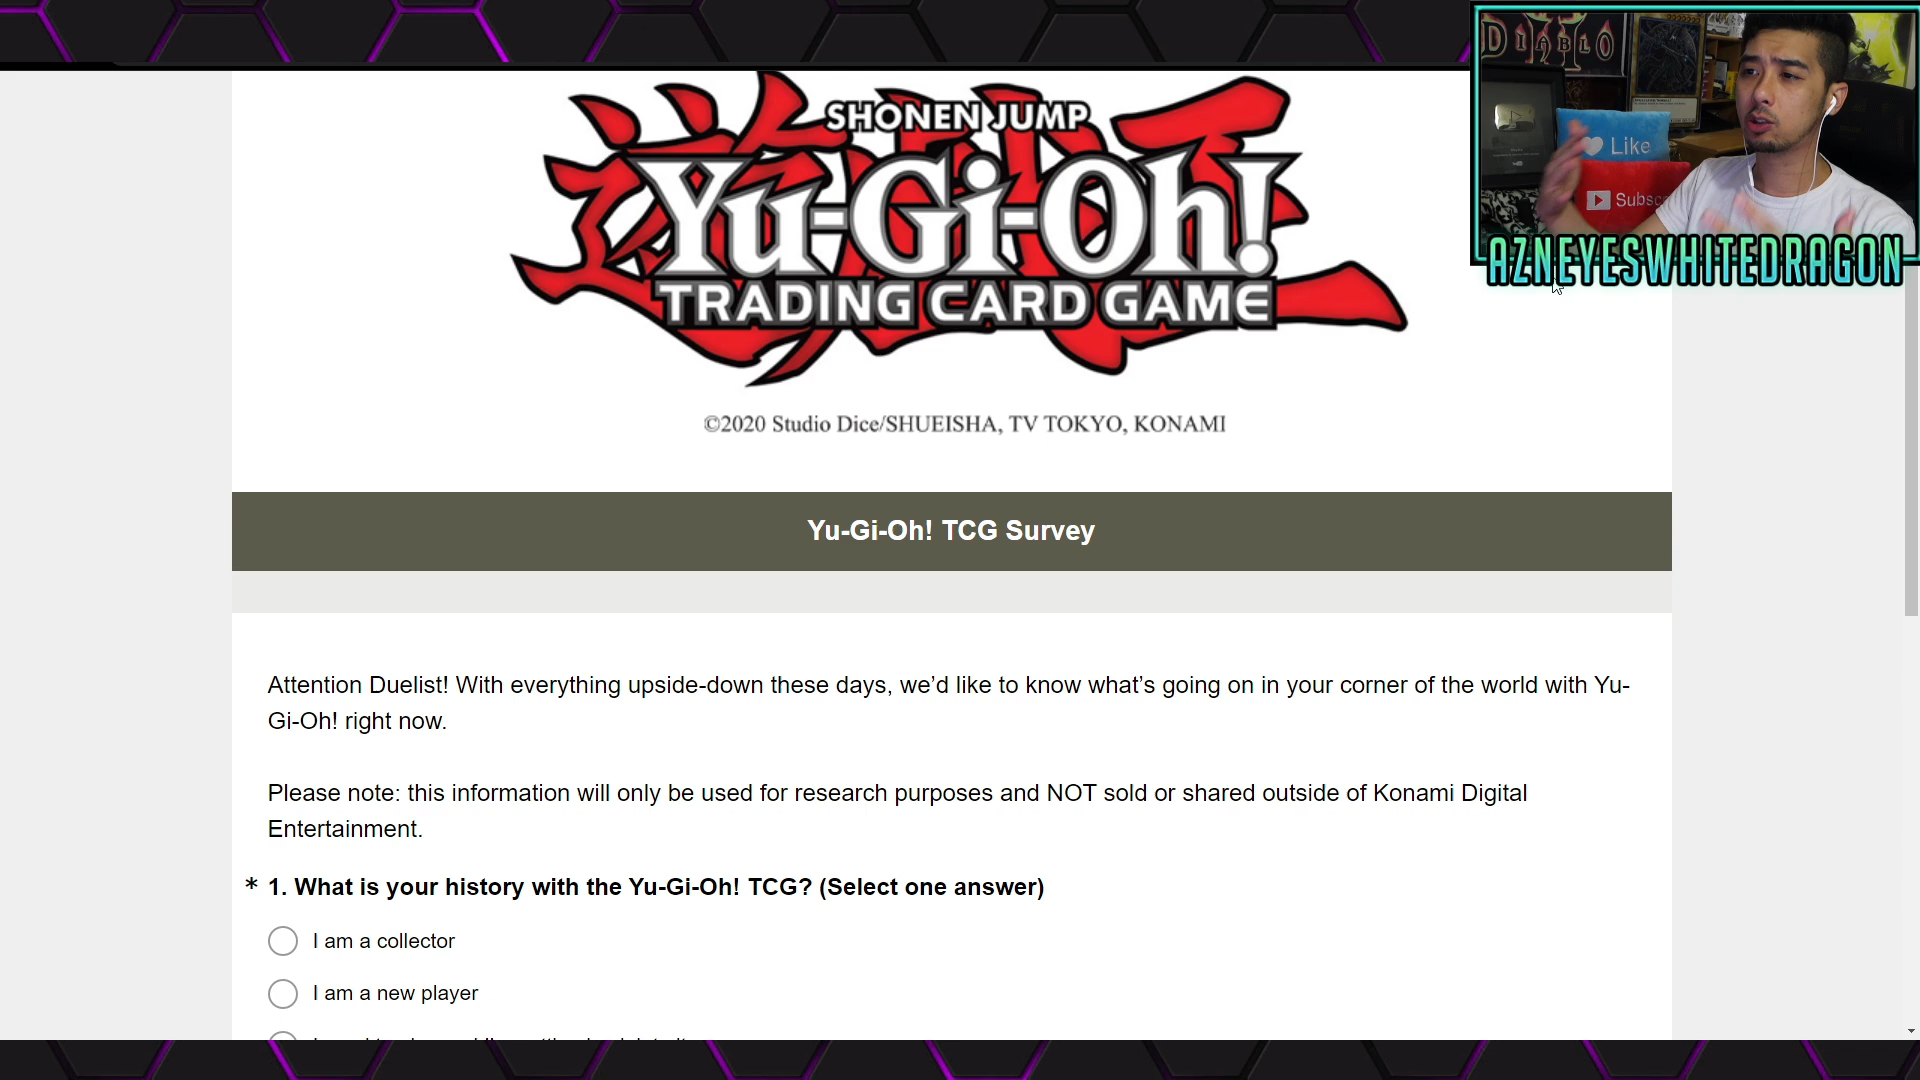 SHONEN JUMP
Yu-Gi-Oh!
TRADING CARD GAME
©2020 Studio Dice/SHUEISHA, TV TOKYO, KONAMI
DIABLO
Like
Subsc
AZNEYESWHITEDRAGON
Yu-Gi-Oh! TCG Survey
Attention Duelist! With everything upside-down these days, we’d like to know what’s going on in your corner of the world with Yu-
Gi-Oh! right now.
Please note: this information will only be used for research purposes and NOT sold or shared outside of Konami Digital
Entertainment.
* 1. What is your history with the Yu-Gi-Oh! TCG? (Select one answer)
I am a collector
I am a new player